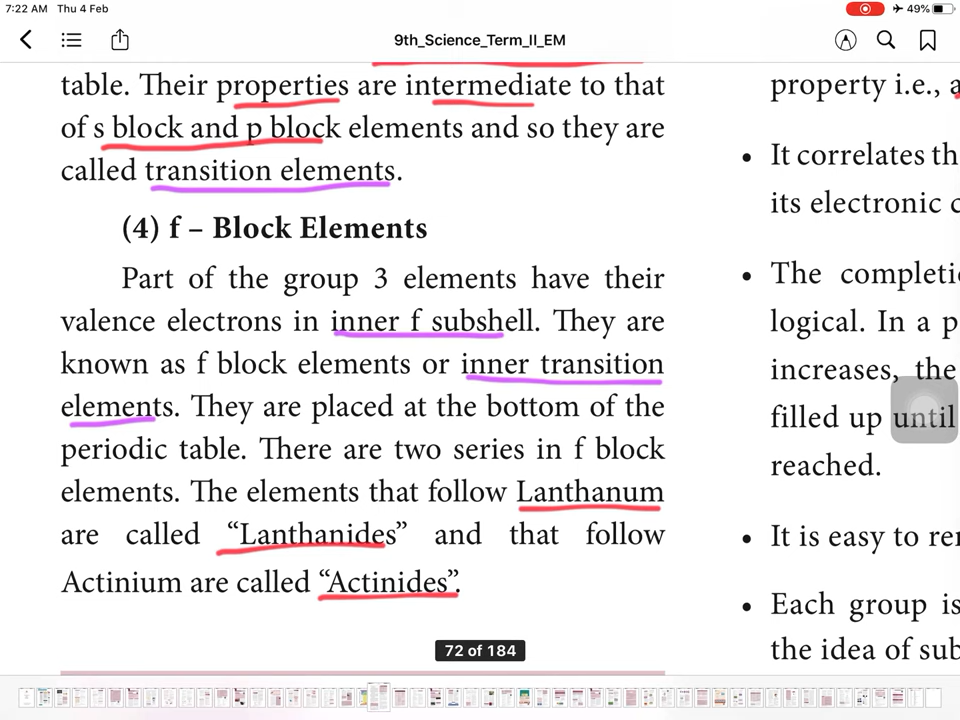 7:22 AM Thu 4 Feb
49%
9th_Science_Term_II_EM
table. Their properties are intermediate to that
of s block and p block elements and so they are
called transition elements.
(4) f – Block Elements
Part of the group 3 elements have their
valence electrons in inner f subshell. They are
known as f block elements or inner transition
elements. They are placed at the bottom of the
periodic table. There are two series in f block
elements. The elements that follow Lanthanum
are called “Lanthanides” and that follow
Actinium are called “Actinides”.
property i.e.,
• It correlates th
its electronic c
• The completi
logical. In a p
increases, the
filled up until
reached.
• It is easy to re
• Each group is
the idea of sub
72 of 184